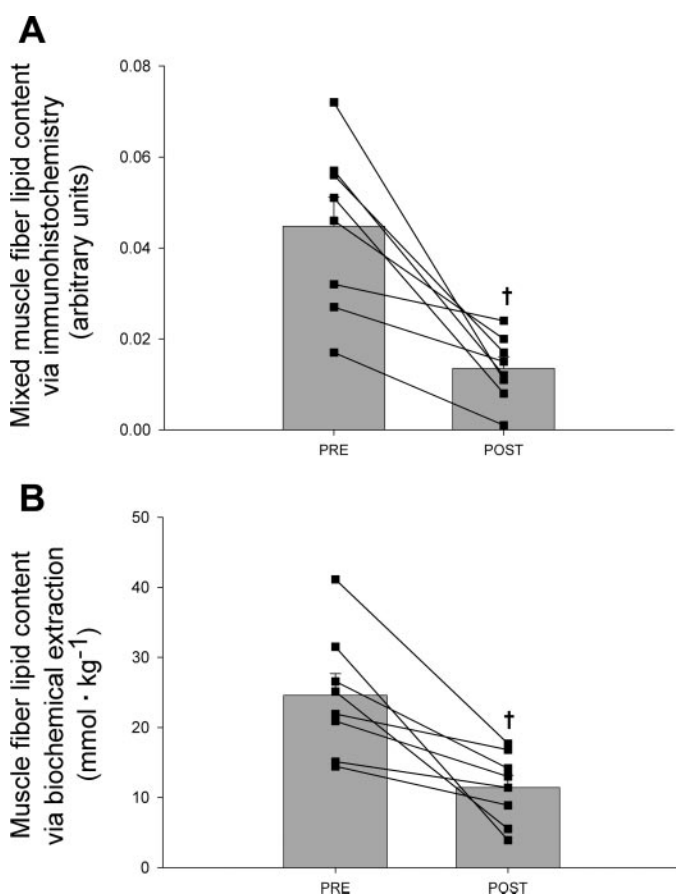 A
Mixed muscle fiber lipid content
via immunohistochemistry
(arbitrary units)
0.08
0.06
0.04
0.02
0.00
†
PRE POST
B
Muscle fiber lipid content
via biochemical extraction
(mmol · kg⁻¹)
50
40
30
20
10
0
†
PRE POST